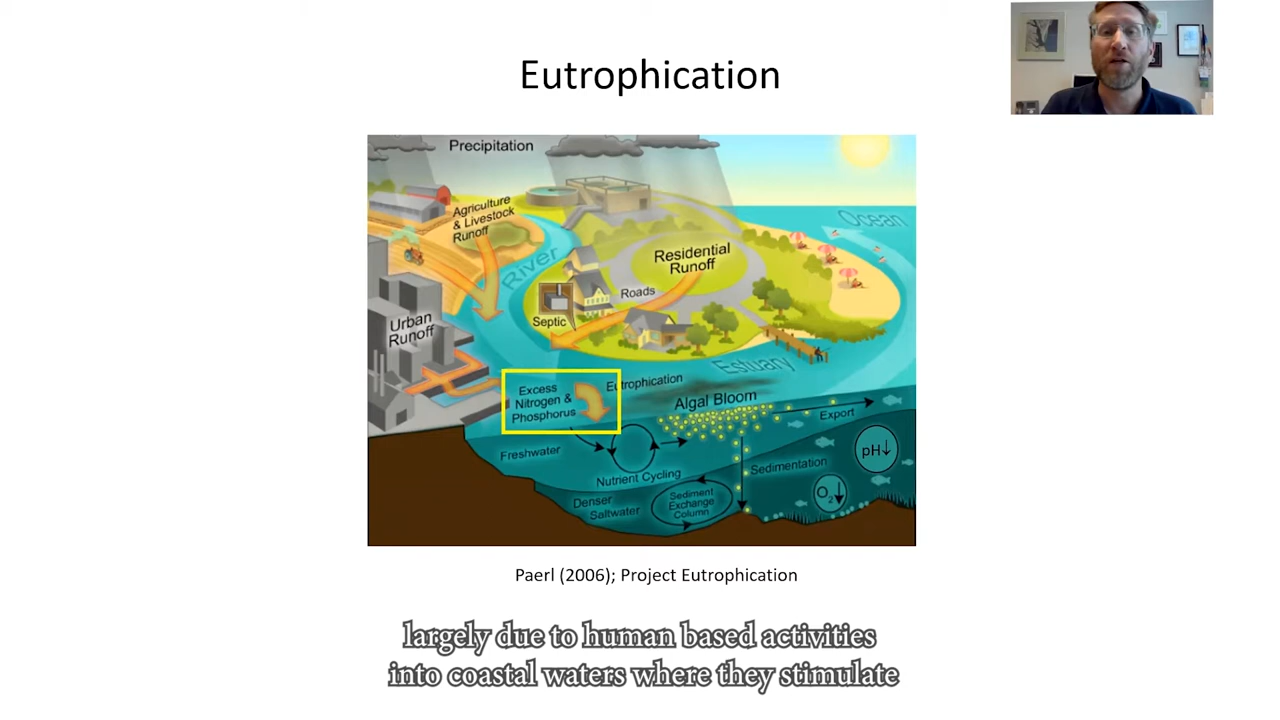 Eutrophication
Precipitation
Agriculture
& Livestock
Runoff
River
Ocean
Residential
Runoff
Roads
Septic
Urban
Runoff
Estuary
Excess
Nitrogen &
Phosphorus
Eutrophication
Algal Bloom
Export
Freshwater
Nutrient Cycling
Sedimentation
pH↓
O2↓
Denser
Saltwater
Sediment
Exchange
Column
Paerl (2006); Project Eutrophication
largely due to human based activities
into coastal waters where they stimulate